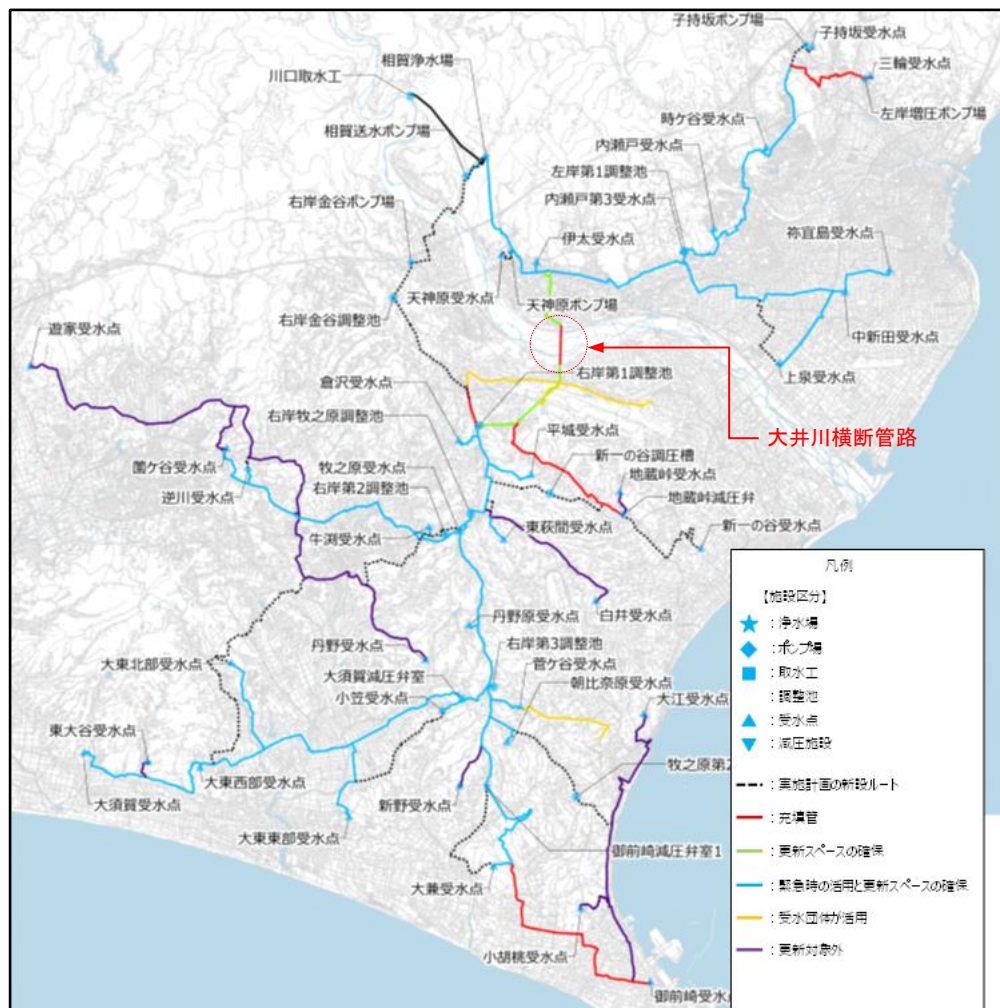 子持坂ポンプ場
子持坂受水点
相賀浄水場
三輪受水点
川口取水工
左岸増圧ポンプ場
時ケ谷受水点
相賀送水ポンプ場
内瀬戸受水点
左岸第1調整池
右岸金谷ポンプ場
内瀬戸第3受水点
祢宜島受水点
伊太受水点
天神原受水点
天神原ポンプ場
右岸金谷調整池
中新田受水点
遊家受水点
上泉受水点
右岸第1調整池
倉沢受水点
大井川横断管路
右岸牧之原調整池
平城受水点
新一の谷調圧槽
牧之原受水点
地蔵峠受水点
薗ケ谷受水点
右岸第2調整池
地蔵峠減圧弁
逆川受水点
東萩間受水点
新一の谷受水点
牛渕受水点
白井受水点
丹野原受水点
丹野受水点
右岸第3調整池
大東北部受水点
菅ケ谷受水点
大須賀減圧弁室
朝比奈原受水点
小笠受水点
大江受水点
東大谷受水点
牧之原第2
大東西部受水点
大須賀受水点
新野受水点
大東東部受水点
御前崎減圧弁室1
大兼受水点
小胡桃受水点
御前崎受水点
凡例
【施設区分】
：浄水場
：ポンプ場
：取水工
調整池
：受水点
：減圧施設
：実施計画の新設ルート
：充填管
：更新スペースの確保
：緊急時の活用と更新スペースの確保
：受水団体が活用
：更新対象外